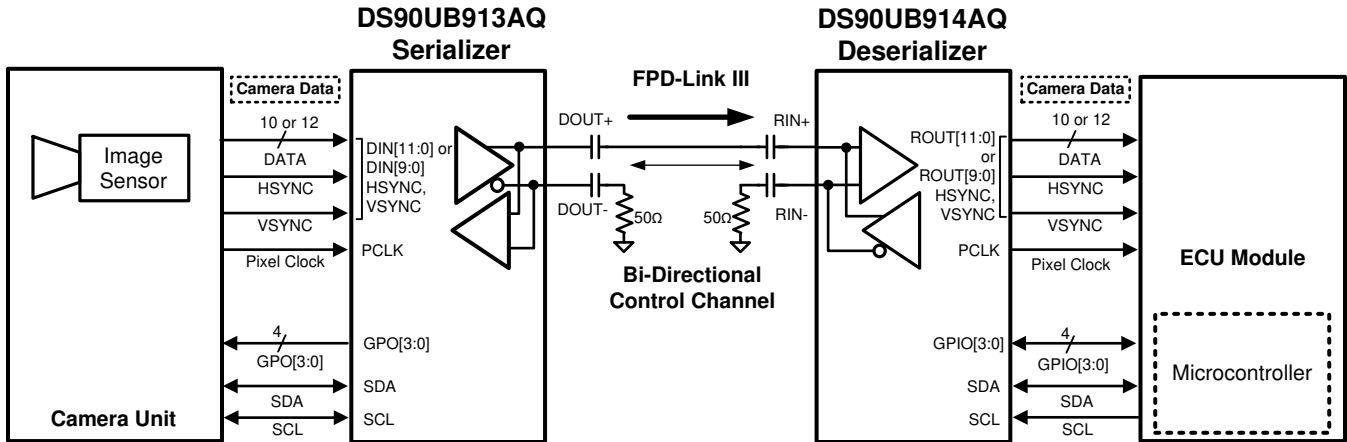 DS90UB913AQ
Serializer
DS90UB914AQ
Deserializer
Camera Data
FPD-Link III
Camera Data
Image
Sensor
10 or 12
DATA
HSYNC
VSYNC
Pixel Clock
DIN[11:0] or
DIN[9:0]
HSYNC,
VSYNC
PCLK
DOUT+
DOUT-
50Ω
RIN+
RIN-
50Ω
Bi-Directional
Control Channel
ROUT[11:0]
or
ROUT[9:0]
HSYNC,
VSYNC
PCLK
10 or 12
DATA
HSYNC
VSYNC
Pixel Clock
ECU Module
4
GPO[3:0]
GPO[3:0]
SDA
SDA
SCL
SCL
Camera Unit
GPIO[3:0]
4
GPIO[3:0]
SDA
SDA
SCL
SCL
Microcontroller